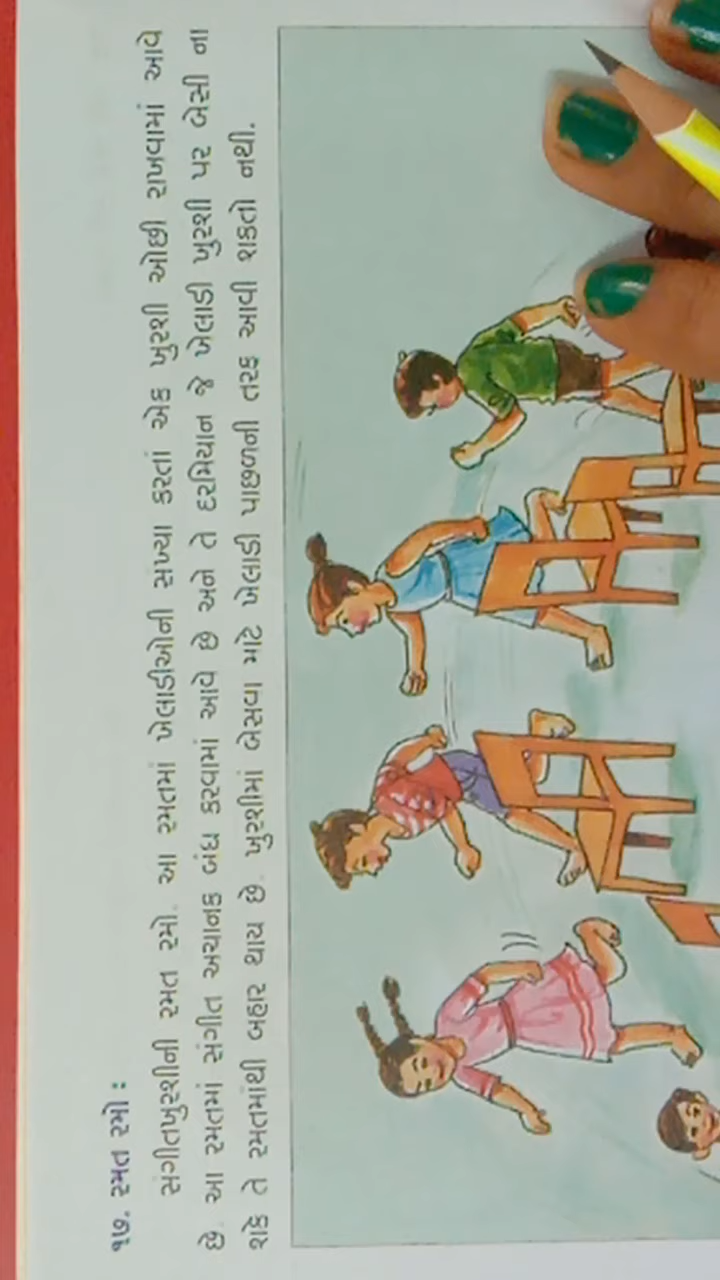 ૧૭. રમત રમો :
સંગીતખુરશીની રમત રમો. આ રમતમાં ખેલાડીઓની સંખ્યા કરતાં એક ખુરશી ઓછી રાખવામાં આવે
છે. આ રમતમાં સંગીત અચાનક બંધ કરવામાં આવે છે અને તે દરમિયાન જે ખેલાડી ખુરશી પર બેસી ના
શકે તે રમતમાંથી બહાર થાય છે. ખુરશીમાં બેસવા માટે ખેલાડી પાછળની તરફ આવી શકતો નથી.